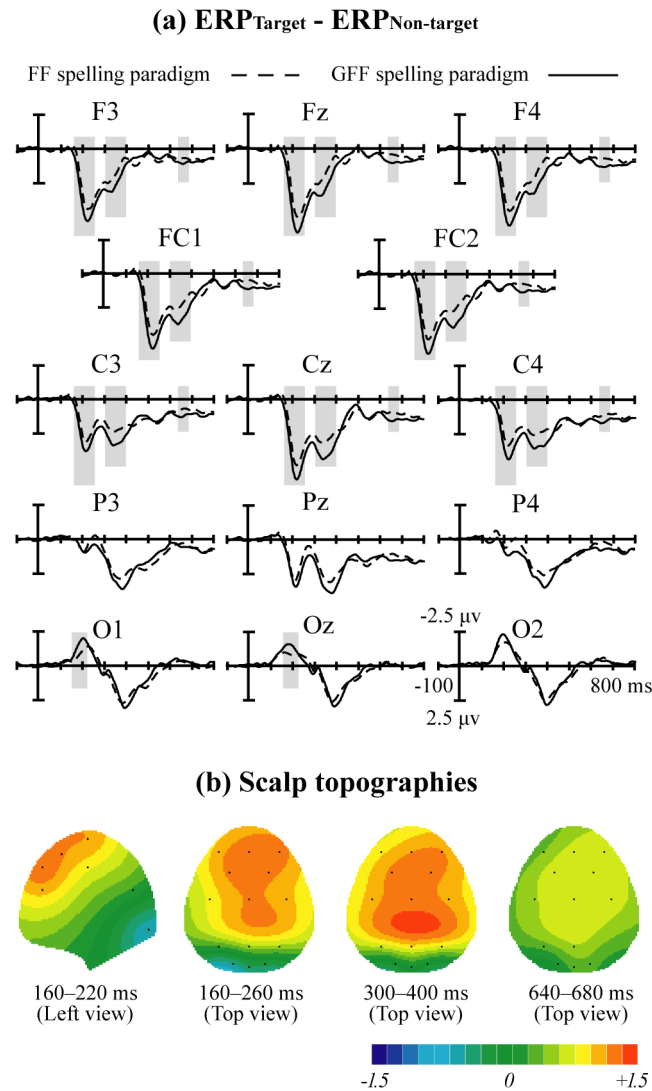 (a) ERPTarget - ERPNon-target
FF spelling paradigm GFF spelling paradigm
F3 Fz F4
FC1 FC2
C3 Cz C4
P3 Pz P4
O1 Oz -2.5 μv O2
-100 800 ms
2.5 μv
(b) Scalp topographies
160–220 ms 160–260 ms 300–400 ms 640–680 ms
(Left view) (Top view) (Top view) (Top view)
-1.5 0 +1.5